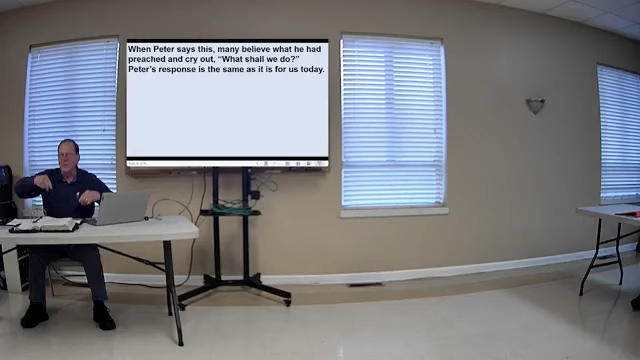 When Peter says this, many believe what he had
preached and cry out, “What shall we do?”
Peter’s response is the same as it is for us today.